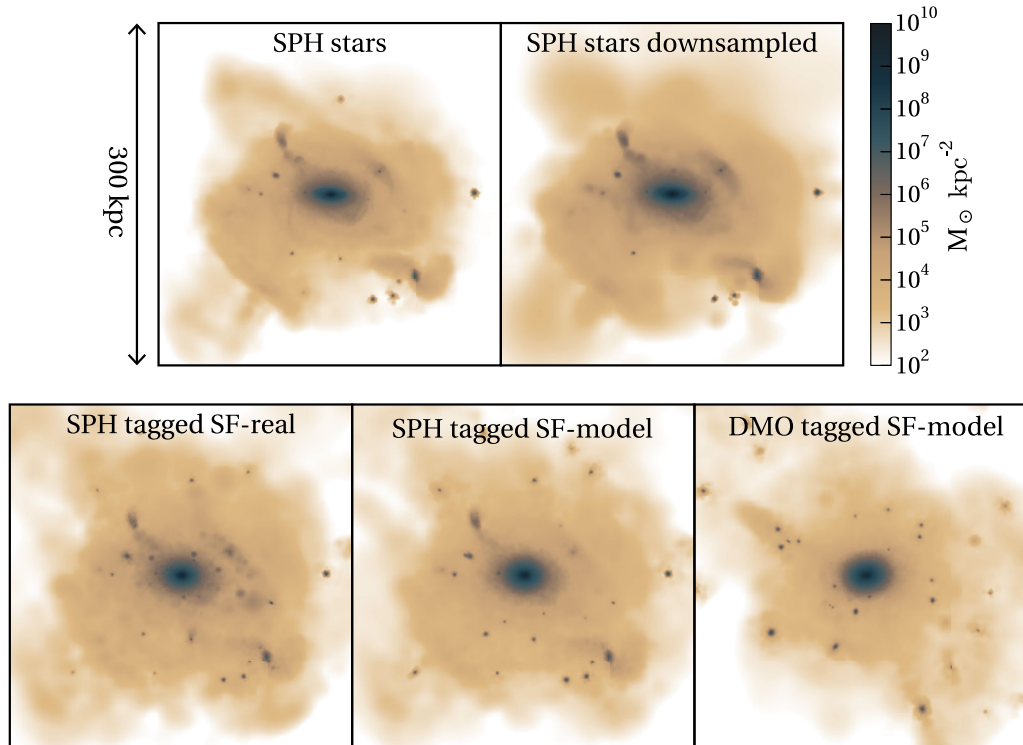 SPH stars
SPH stars downsampled
300 kpc
10^10
10^9
10^8
10^7
10^6
10^5
10^4
10^3
10^2
M☉ kpc^-2
SPH tagged SF-real
SPH tagged SF-model
DMO tagged SF-model